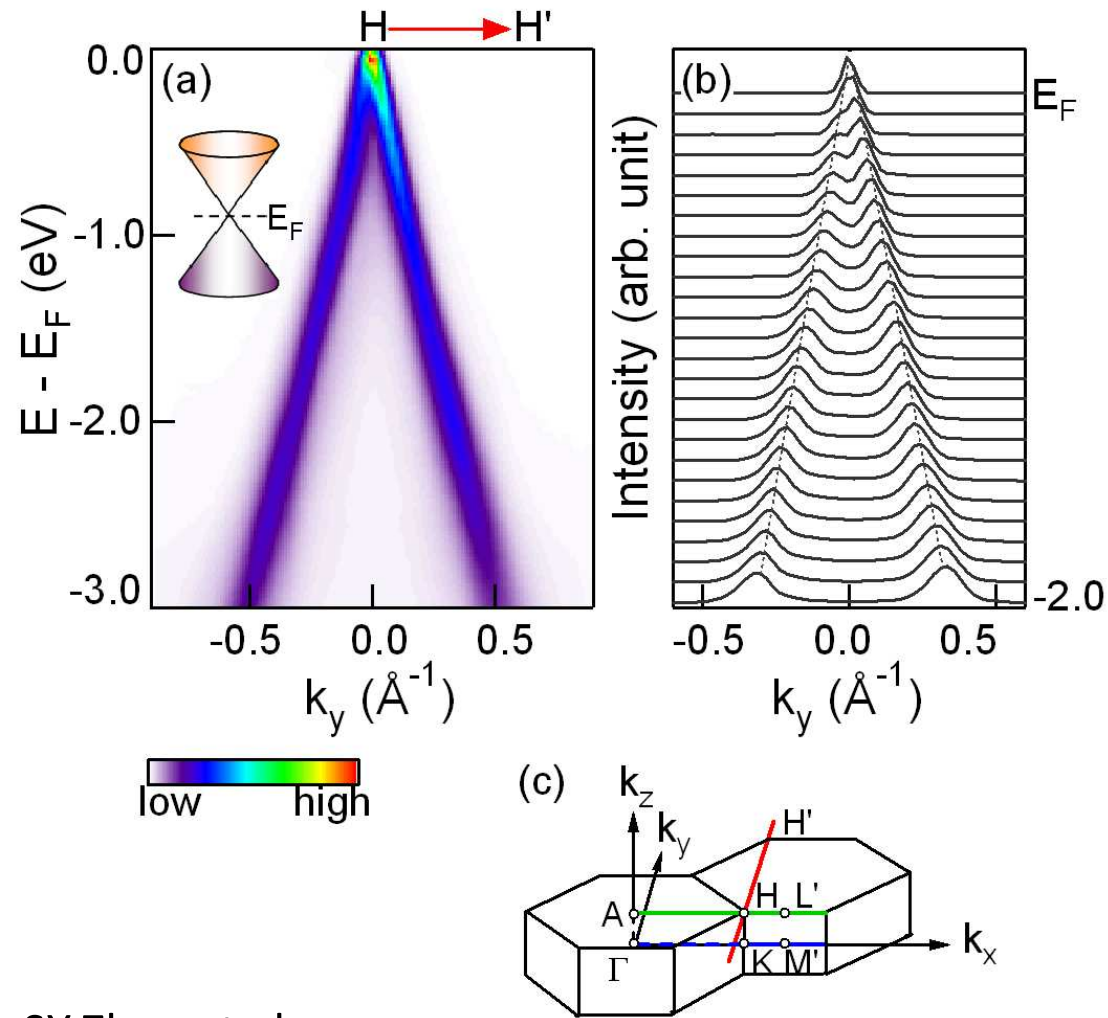 H H'
(a)
0.0
-1.0
-2.0
-3.0
E - E_F (eV)
E_F
-0.5 0.0 0.5
k_y (Å^-1)
(b)
E_F
Intensity (arb. unit)
-2.0
-0.5 0.0 0.5
k_y (Å^-1)
low high
(c)
k_z
k_y
H'
A H L'
Γ K M' k_x